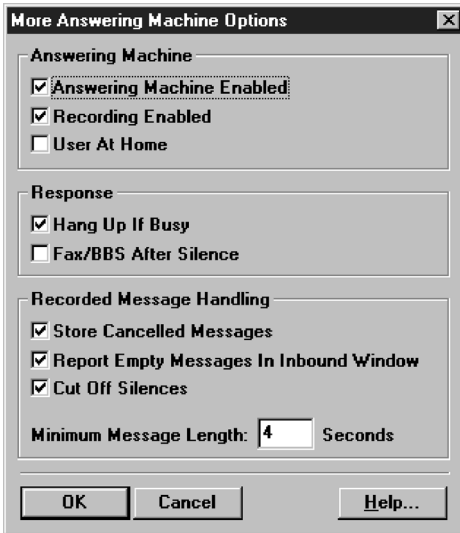 More Answering Machine Options
Answering Machine
Answering Machine Enabled
Recording Enabled
User At Home
Response
Hang Up If Busy
Fax/BBS After Silence
Recorded Message Handling
Store Cancelled Messages
Report Empty Messages In Inbound Window
Cut Off Silences
Minimum Message Length: 4 Seconds
OK Cancel Help...